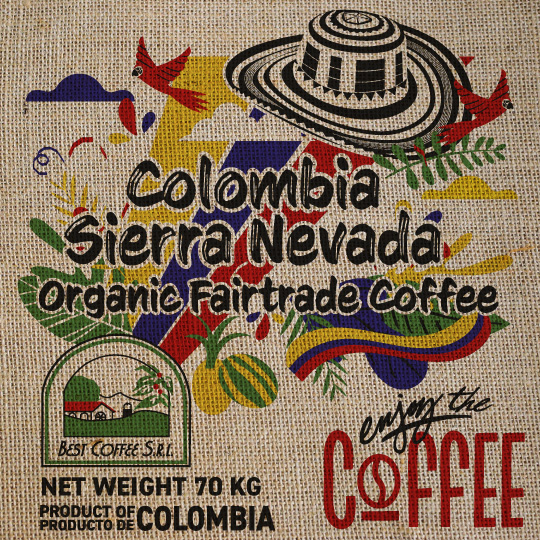 Colombia
Sierra Nevada
Organic Fairtrade Coffee
BEST COFFEE S.R.L.
NET WEIGHT 70 KG
PRODUCT OF
PRODUCTO DE COLOMBIA
enjoy the
COFFEE